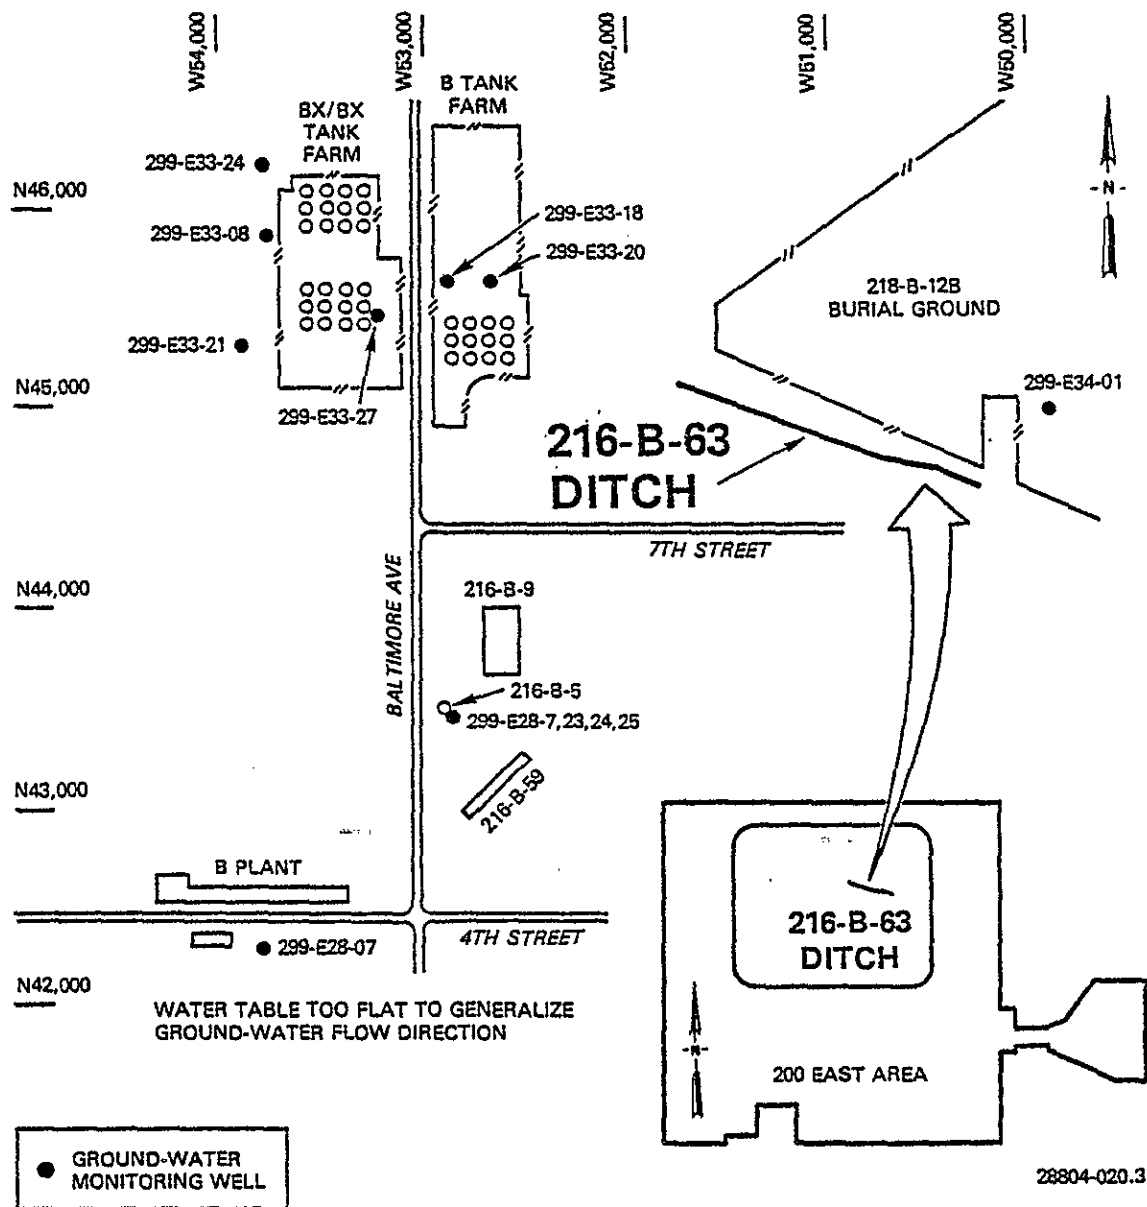 W54,000
W53,000
W52,000
W51,000
W50,000
B TANK
FARM
BX/BX
TANK
FARM
299-E33-24
N46,000
299-E33-08
299-E33-18
299-E33-20
218-B-12B
BURIAL GROUND
-N-
299-E33-21
N45,000
299-E33-27
299-E34-01
216-B-63
DITCH
7TH STREET
BALTIMORE AVE
N44,000
216-B-9
216-B-5
299-E28-7,23,24,25
N43,000
216-B-59
B PLANT
4TH STREET
299-E28-07
N42,000
WATER TABLE TOO FLAT TO GENERALIZE
GROUND-WATER FLOW DIRECTION
216-B-63
DITCH
-N-
200 EAST AREA
GROUND-WATER
MONITORING WELL
28804-020.3